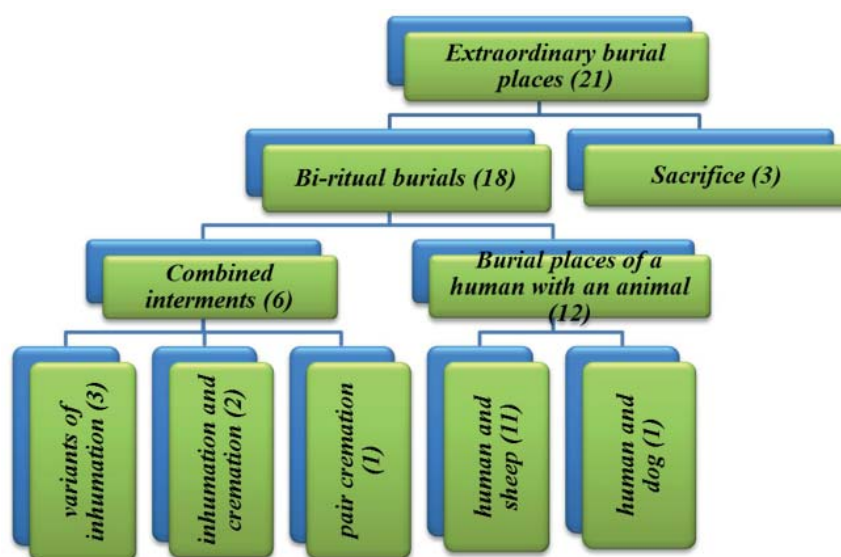 Extraordinary burial
places (21)
Bi-ritual burials (18)
Sacrifice (3)
Combined
interments (6)
Burial places of a
human with an animal
(12)
variants of
inhumation (3)
inhumation and
cremation (2)
pair cremation
(1)
human and
sheep (11)
human and
dog (1)